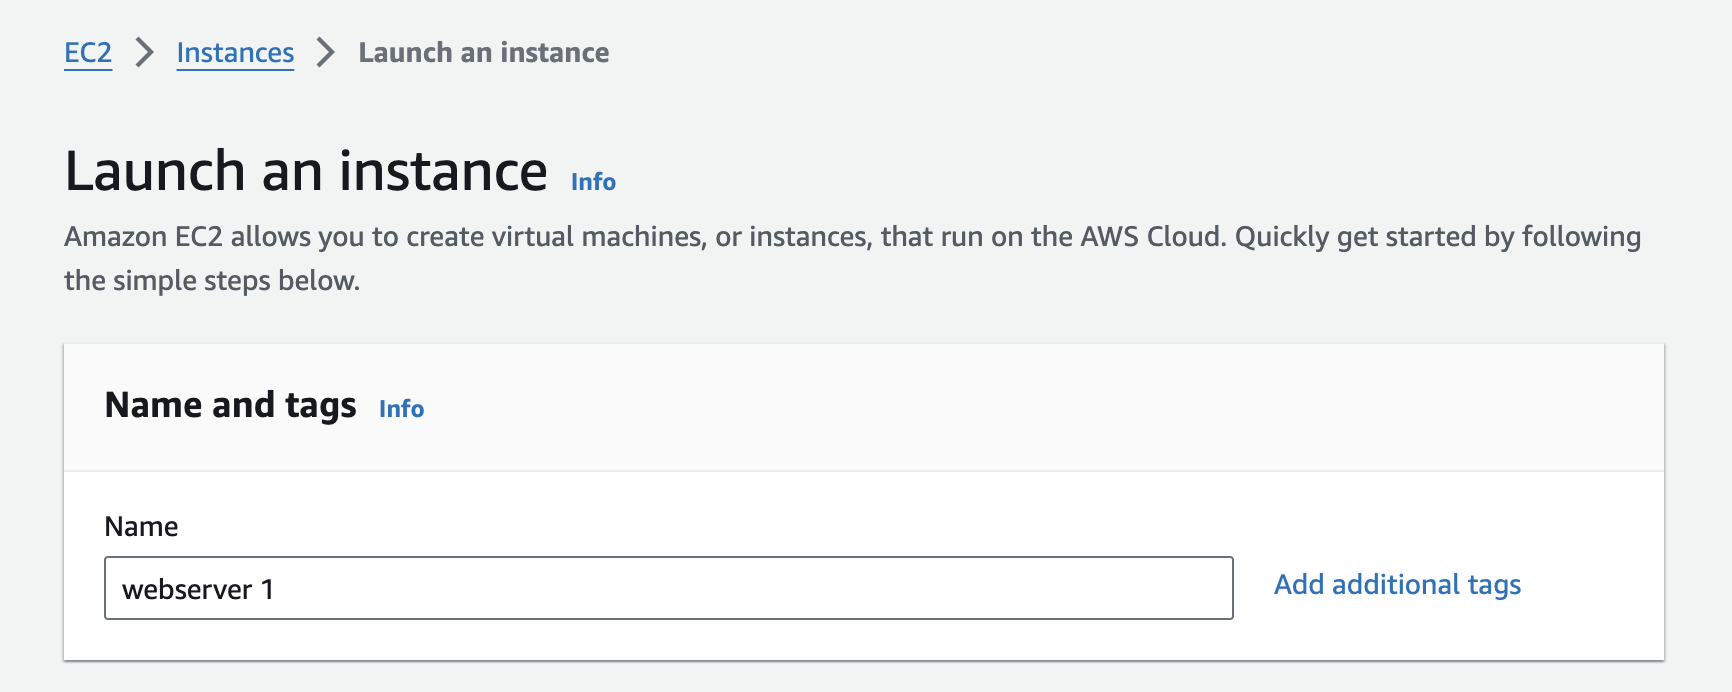 EC2 > Instances > Launch an instance
Launch an instance Info
Amazon EC2 allows you to create virtual machines, or instances, that run on the AWS Cloud. Quickly get started by following
the simple steps below.
Name and tags Info
Name
webserver 1
Add additional tags